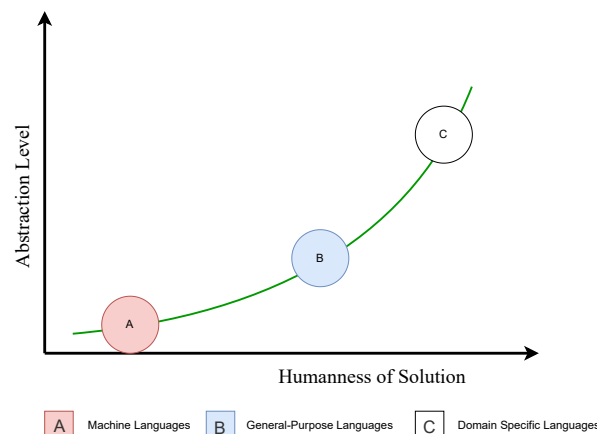 Abstraction Level
C
B
A
Humanness of Solution
A Machine Languages B General-Purpose Languages C Domain Specific Languages